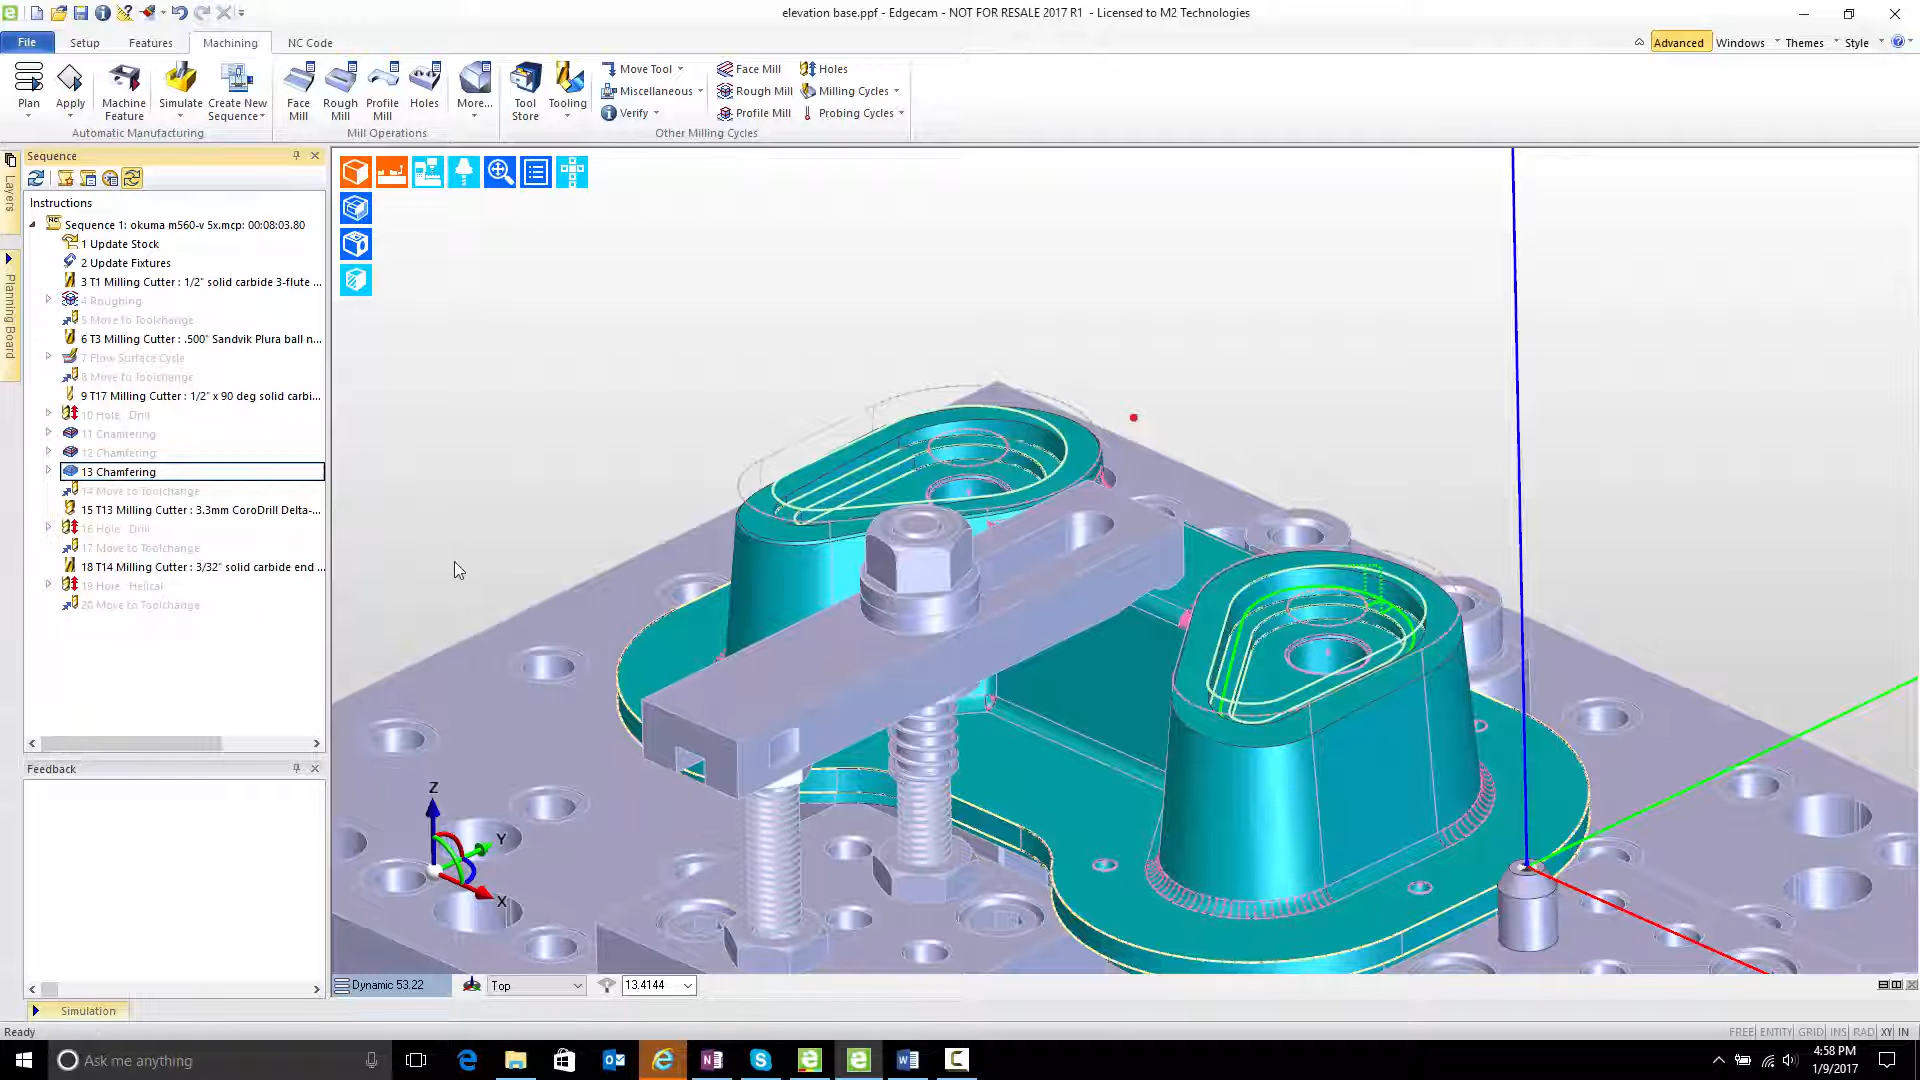 elevation base.ppf - Edgecam - NOT FOR RESALE 2017 R1 - Licensed to M2 Technologies
File Setup Features Machining NC Code
Advanced Windows Themes Style
Plan Apply Machine Feature Simulate Create New Sequence
Automatic Manufacturing
Face Mill Rough Mill Profile Mill Holes More...
Mill Operations
Tool Store Tooling
Move Tool Face Mill Holes
Miscellaneous Rough Mill Milling Cycles
Verify Profile Mill Probing Cycles
Other Milling Cycles
Layers
Planning Board
Sequence
Instructions
Sequence 1: okuma m560-v 5x.mcp: 00:08:03.80
1 Update Stock
2 Update Fixtures
3 T1 Milling Cutter : 1/2" solid carbide 3-flute ...
4 Roughing
5 Move to Toolchange
6 T3 Milling Cutter : .500" Sandvik Plura ball n...
7 Flow Surface Cycle
8 Move to Toolchange
9 T17 Milling Cutter : 1/2" x 90 deg solid carbi...
10 Hole : Drill
11 Chamfering
12 Chamfering
13 Chamfering
14 Move to Toolchange
15 T13 Milling Cutter : 3.3mm CoroDrill Delta-...
16 Hole : Drill
17 Move to Toolchange
18 T14 Milling Cutter : 3/32" solid carbide end ...
19 Hole : Helical
20 Move to Toolchange
Feedback
Z
Y
X
Dynamic 53.22 Top 13.4144
Simulation
Ready
FREE ENTITY GRID INS RAD XY IN
Ask me anything
4:58 PM
1/9/2017